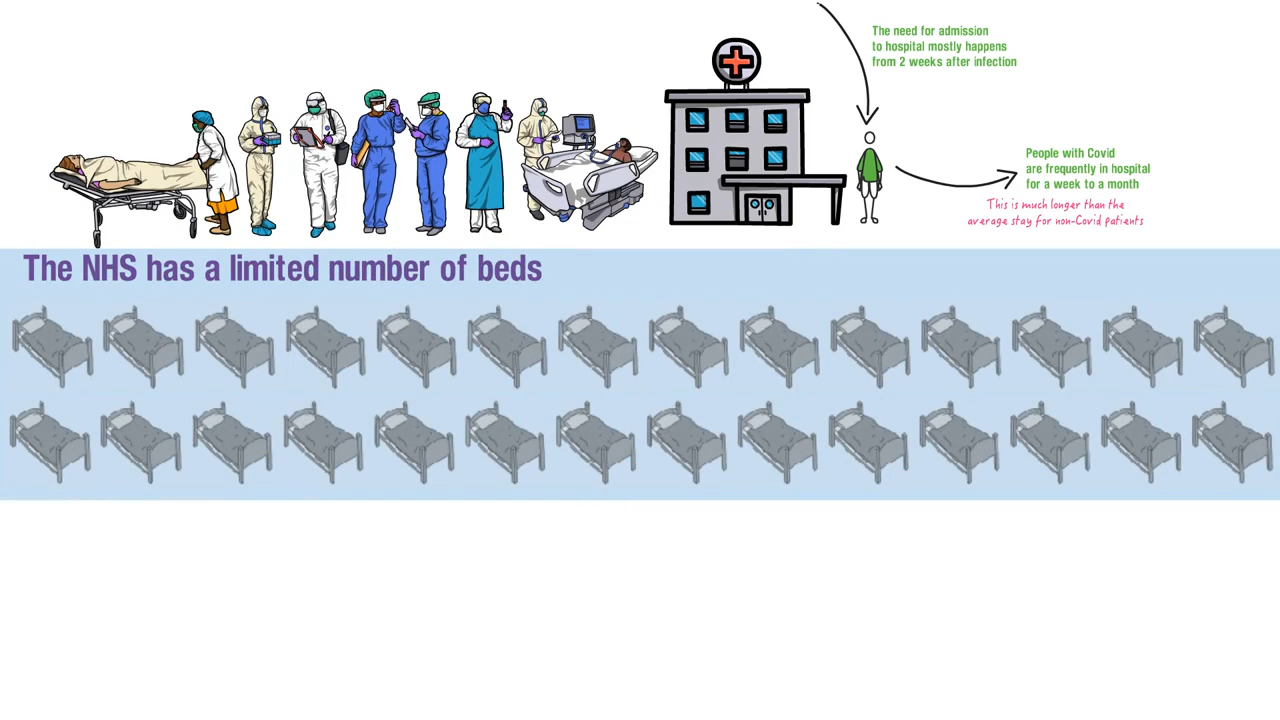 The need for admission
to hospital mostly happens
from 2 weeks after infection
People with Covid
are frequently in hospital
for a week to a month
This is much longer than the
average stay for non-Covid patients
The NHS has a limited number of beds